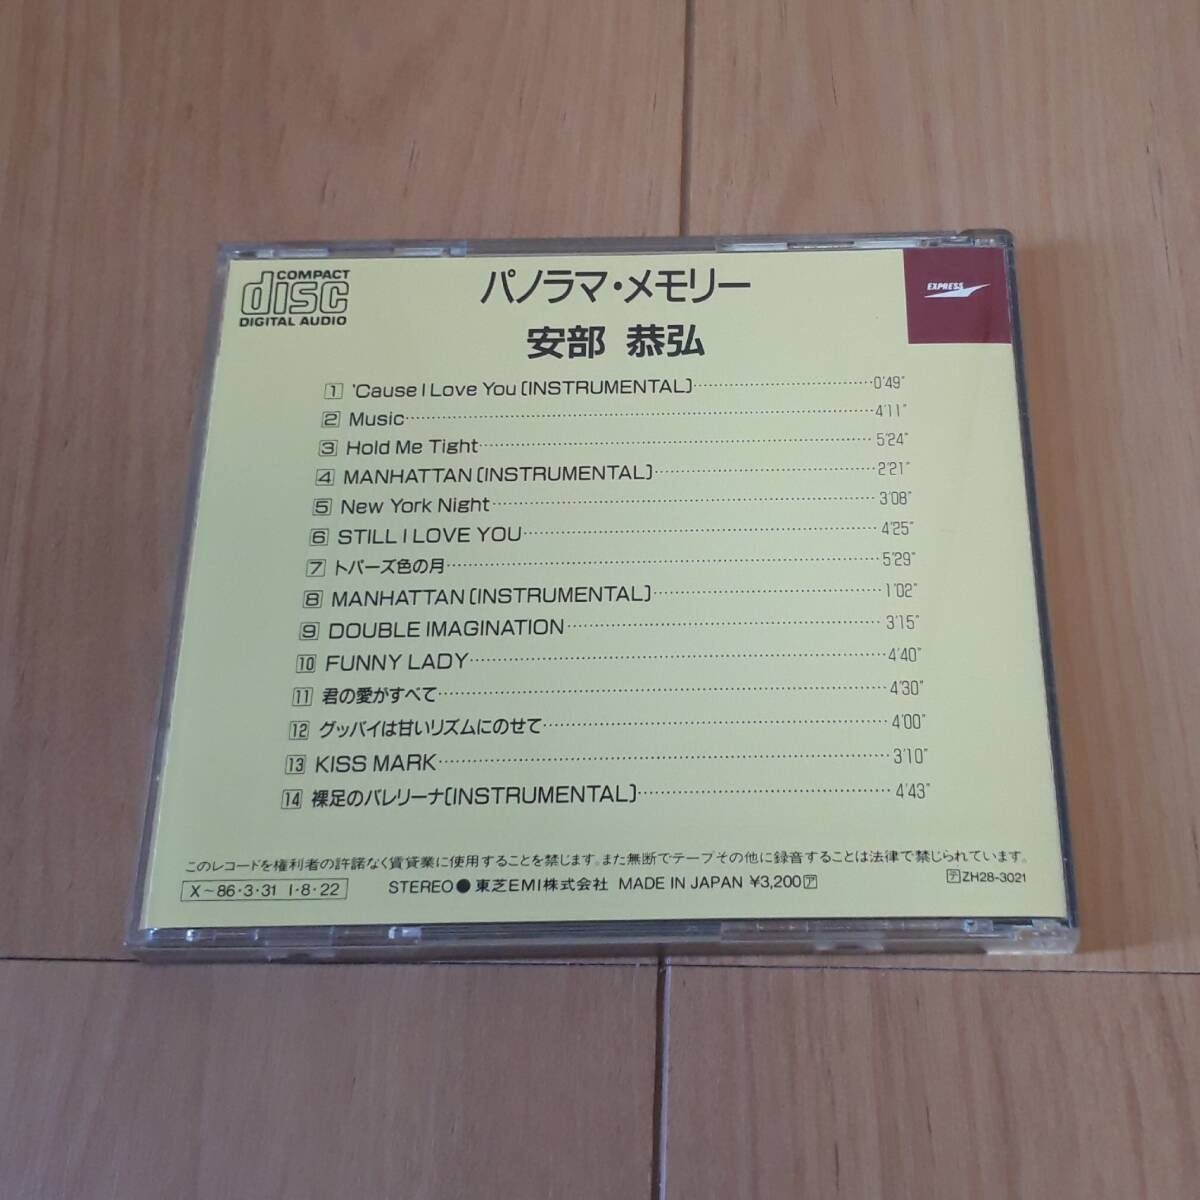 COMPACT
disc
DIGITAL AUDIO
パノラマ・メモリー
安部 恭弘
EXPRESS
1 'Cause I Love You〔INSTRUMENTAL〕 0'49"
2 Music 4'11"
3 Hold Me Tight 5'24"
4 MANHATTAN〔INSTRUMENTAL〕 2'21"
5 New York Night 3'08"
6 STILL I LOVE YOU 4'25"
7 トパーズ色の月 5'29"
8 MANHATTAN〔INSTRUMENTAL〕 1'02"
9 DOUBLE IMAGINATION 3'15"
10 FUNNY LADY 4'40"
11 君の愛がすべて 4'30"
12 グッバイは甘いリズムにのせて 4'00"
13 KISS MARK 3'10"
14 裸足のバレリーナ〔INSTRUMENTAL〕 4'43"
このレコードを権利者の許諾なく賃貸業に使用することを禁じます。また無断でテープその他に録音することは法律で禁じられています。
X〜86・3・31 I・8・22 STEREO● 東芝EMI株式会社 MADE IN JAPAN ¥3,200ア テZH28-3021